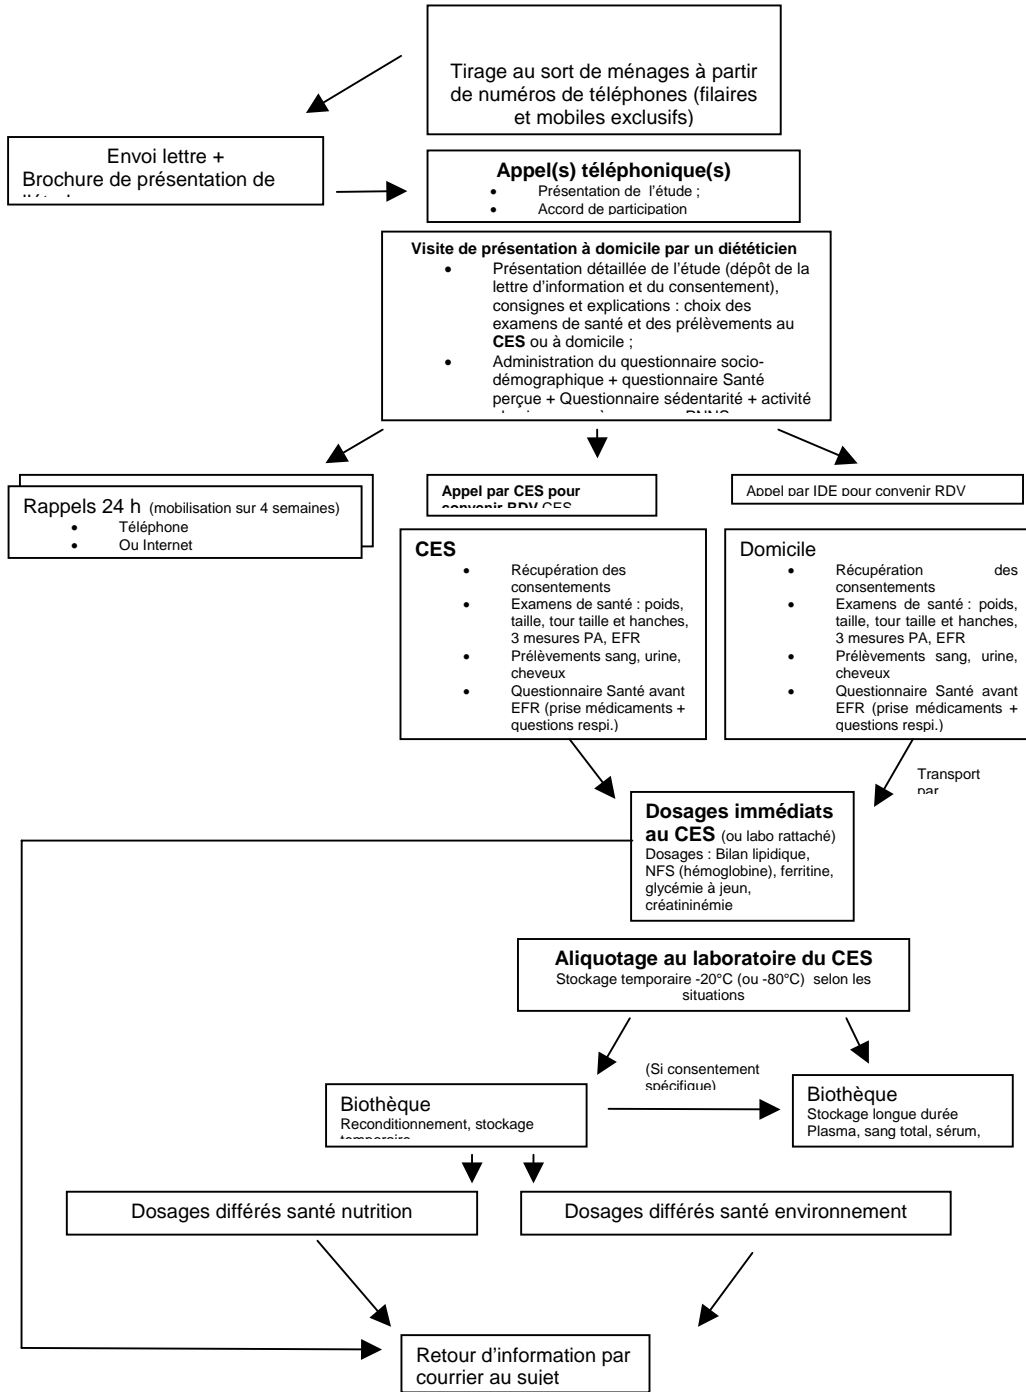 Tirage au sort de ménages à partir
de numéros de téléphones (filaires
et mobiles exclusifs)
Envoi lettre +
Brochure de présentation de
Appel(s) téléphonique(s)
• Présentation de l'étude ;
• Accord de participation
Visite de présentation à domicile par un diététicien
• Présentation détaillée de l'étude (dépôt de la
lettre d'information et du consentement),
consignes et explications : choix des
examens de santé et des prélèvements au
CES ou à domicile ;
• Administration du questionnaire socio-
démographique + questionnaire Santé
perçue + Questionnaire sédentarité + activité
Rappels 24 h (mobilisation sur 4 semaines)
• Téléphone
• Ou Internet
Appel par CES pour
convenir RDV CES
Appel par IDE pour convenir RDV
CES
• Récupération des
consentements
• Examens de santé : poids,
taille, tour taille et hanches,
3 mesures PA, EFR
• Prélèvements sang, urine,
cheveux
• Questionnaire Santé avant
EFR (prise médicaments +
questions respi.)
Domicile
• Récupération des
consentements
• Examens de santé : poids,
taille, tour taille et hanches,
3 mesures PA, EFR
• Prélèvements sang, urine,
cheveux
• Questionnaire Santé avant
EFR (prise médicaments +
questions respi.)
Transport
par
Dosages immédiats
au CES (ou labo rattaché)
Dosages : Bilan lipidique,
NFS (hémoglobine), ferritine,
glycémie à jeun,
créatininémie
Aliquotage au laboratoire du CES
Stockage temporaire -20°C (ou -80°C) selon les
situations
(Si consentement
spécifique)
Biothèque
Reconditionnement, stockage
temporaire
Biothèque
Stockage longue durée
Plasma, sang total, sérum,
Dosages différés santé nutrition
Dosages différés santé environnement
Retour d'information par
courrier au sujet